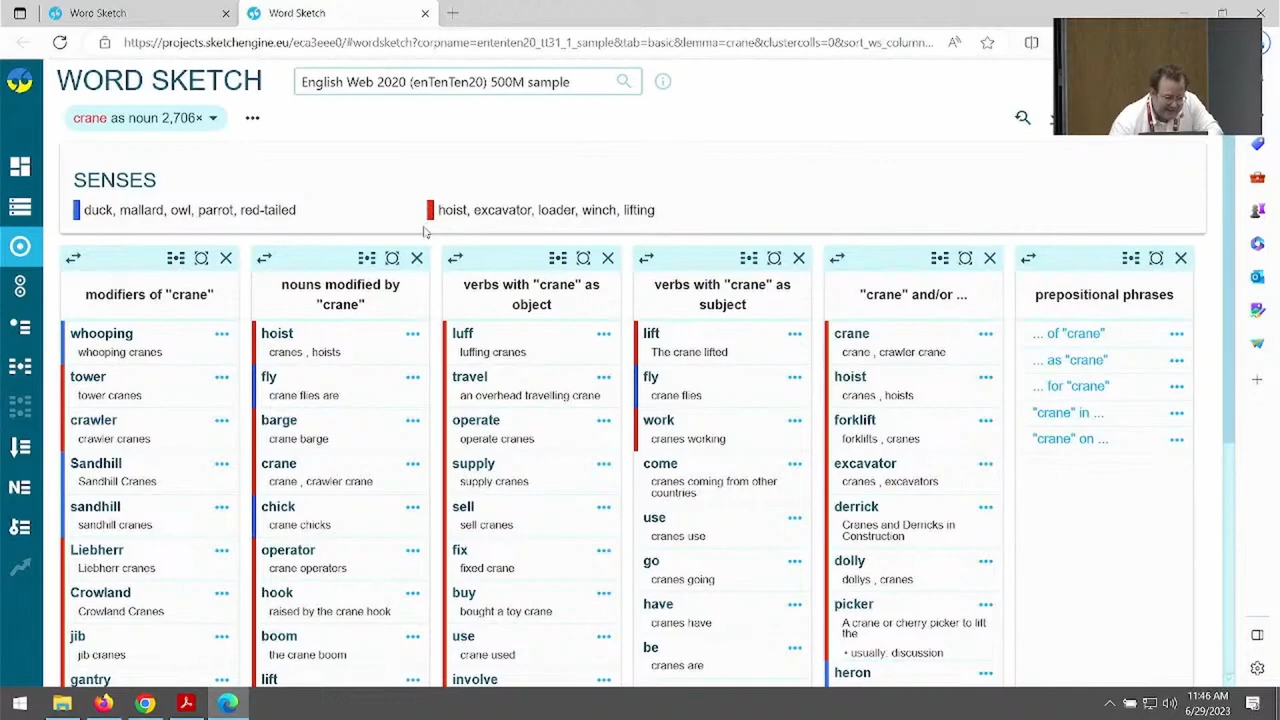 Word Sketch
Word Sketch
https://projects.sketchengine.eu/eca3eee0/#wordsketch?corpname=ententen20_tt31_1_sample&tab=basic&lemma=crane&clustercolls=0&sort_ws_column...
WORD SKETCH
English Web 2020 (enTenTen20) 500M sample
crane as noun 2,706×
SENSES
duck, mallard, owl, parrot, red-tailed
hoist, excavator, loader, winch, lifting
modifiers of "crane"
whooping
whooping cranes
tower
tower cranes
crawler
crawler cranes
Sandhill
Sandhill Cranes
sandhill
sandhill cranes
Liebherr
Liebherr cranes
Crowland
Crowland Cranes
jib
jib cranes
gantry
nouns modified by
"crane"
hoist
cranes , hoists
fly
crane flies are
barge
crane barge
crane
crane , crawler crane
chick
crane chicks
operator
crane operators
hook
raised by the crane hook
boom
the crane boom
lift
verbs with "crane" as
object
luff
luffing cranes
travel
an overhead travelling crane
operate
operate cranes
supply
supply cranes
sell
sell cranes
fix
fixed crane
buy
bought a toy crane
use
crane used
involve
verbs with "crane" as
subject
lift
The crane lifted
fly
crane flies
work
cranes working
come
cranes coming from other
countries
use
cranes use
go
cranes going
have
cranes have
be
cranes are
"crane" and/or ...
crane
crane , crawler crane
hoist
cranes , hoists
forklift
forklifts , cranes
excavator
cranes , excavators
derrick
Cranes and Derricks in
Construction
dolly
dollys , cranes
picker
A crane or cherry picker to lift
the
• usually: discussion
heron
prepositional phrases
... of "crane"
... as "crane"
... for "crane"
"crane" in ...
"crane" on ...
11:46 AM
6/29/2023